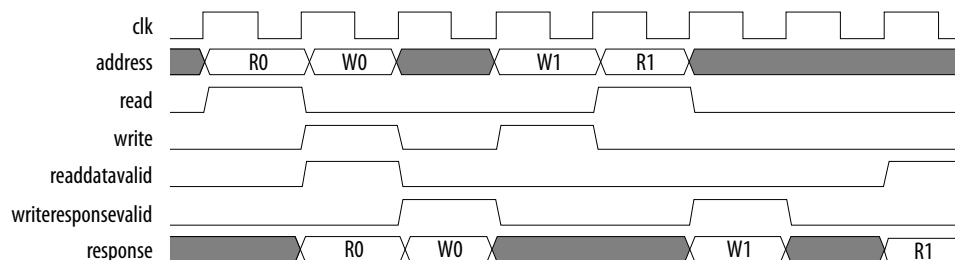 clk
address R0 W0 W1 R1
read
write
readdatavalid
writeresponsevalid
response R0 W0 W1 R1